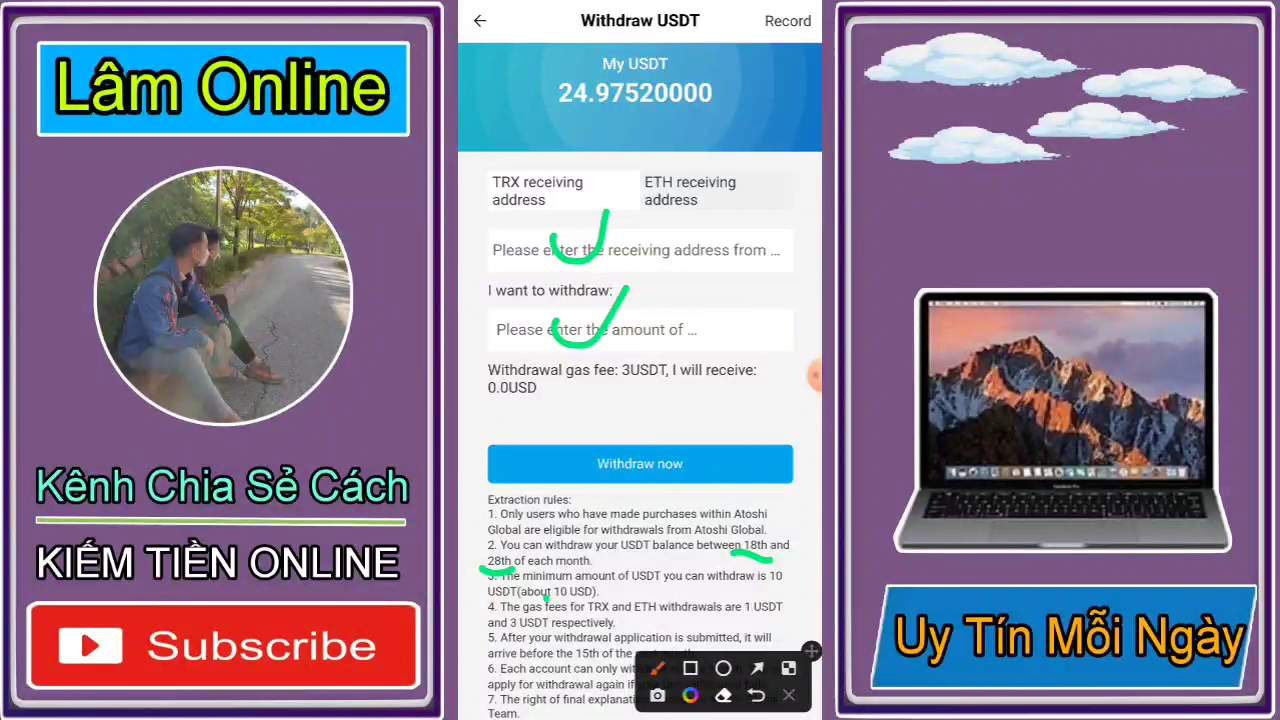 Lâm Online
Kênh Chia Sẻ Cách
KIẾM TIỀN ONLINE
Subscribe
Withdraw USDT
Record
My USDT
24.97520000
TRX receiving
address
ETH receiving
address
Please enter the receiving address from ...
I want to withdraw:
Please enter the amount of ...
Withdrawal gas fee: 3USDT, I will receive:
0.0USD
Withdraw now
Extraction rules:
1. Only users who have made purchases within Atoshi
Global are eligible for withdrawals from Atoshi Global.
2. You can withdraw your USDT balance between 18th and
28th of each month.
3. The minimum amount of USDT you can withdraw is 10
USDT(about 10 USD).
4. The gas fees for TRX and ETH withdrawals are 1 USDT
and 3 USDT respectively.
5. After your withdrawal application is submitted, it will
arrive before the 15th of the
6. Each account can only
apply for withdrawal again if
7. The right of final
Team.
Uy Tín Mỗi Ngày